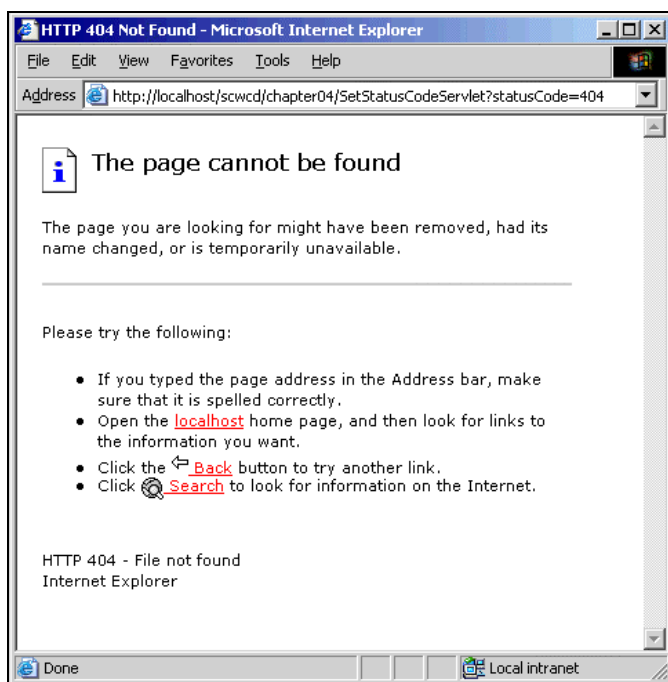 HTTP 404 Not Found - Microsoft Internet Explorer
File Edit View Favorites Tools Help
Address http://localhost/scwcd/chapter04/SetStatusCodeServlet?statusCode=404
The page cannot be found
The page you are looking for might have been removed, had its
name changed, or is temporarily unavailable.
Please try the following:
If you typed the page address in the Address bar, make
sure that it is spelled correctly.
Open the localhost home page, and then look for links to
the information you want.
Click the Back button to try another link.
Click Search to look for information on the Internet.
HTTP 404 - File not found
Internet Explorer
Done Local intranet